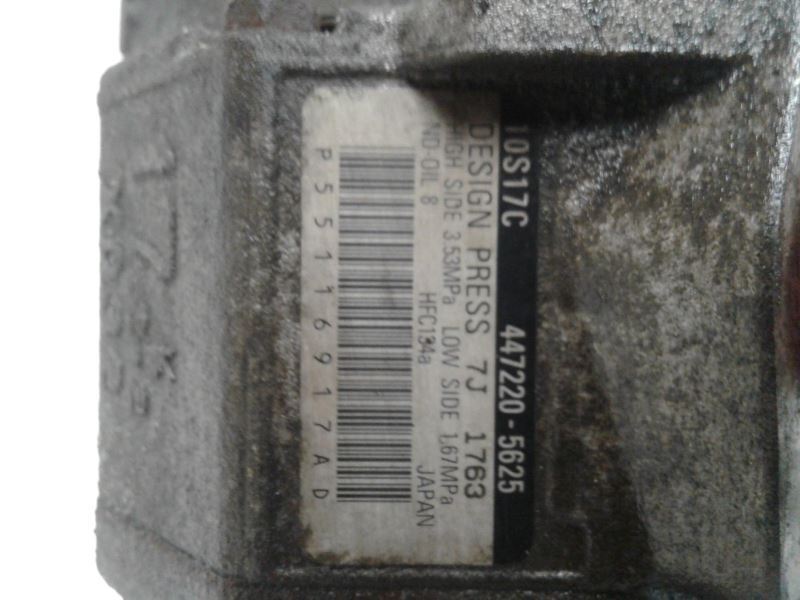 10S17C 447220-5625
DESIGN PRESS 7J 1763
HIGH SIDE 3.53MPa LOW SIDE 1.67MPa
ND-OIL 8 HFC134a JAPAN
P551116917AD